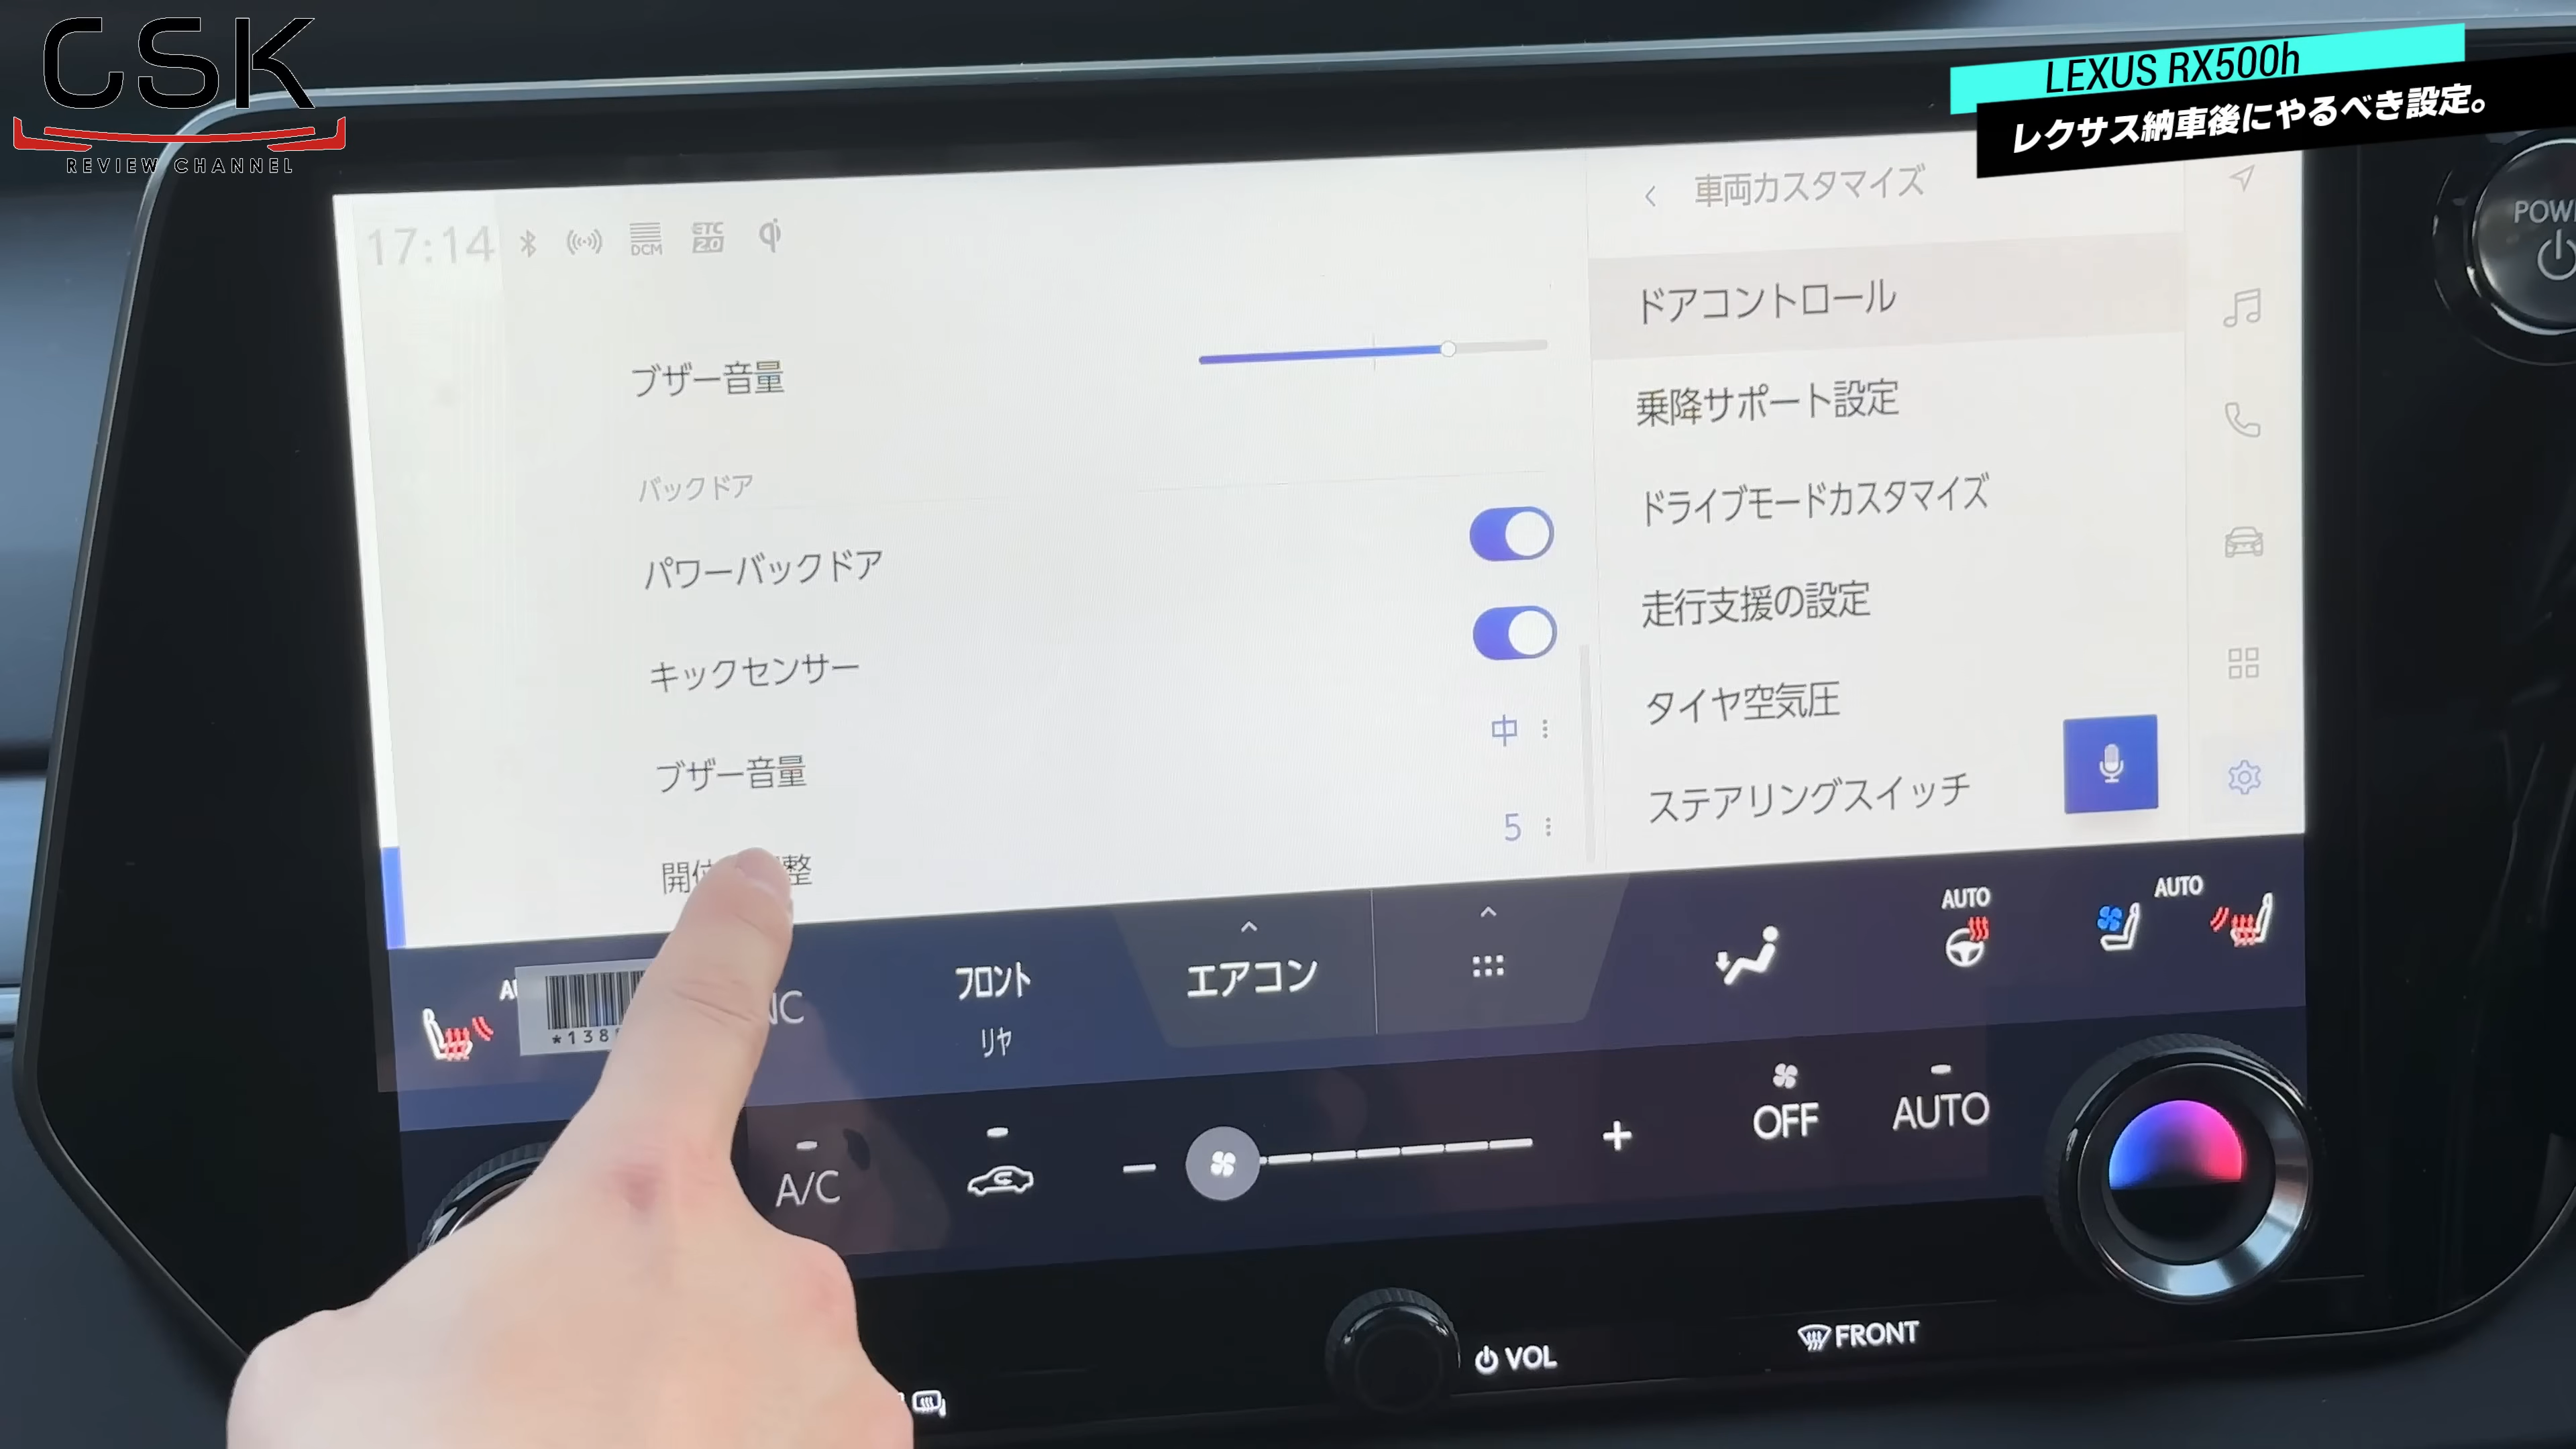 CSK
REVIEW CHANNEL
LEXUS RX500h
レクサス納車後にやるべき設定。
17:14
DCM
ETC
2.0
qi
車両カスタマイズ
ブザー音量
バックドア
パワーバックドア
キックセンサー
ブザー音量
中
5
ドアコントロール
乗降サポート設定
ドライブモードカスタマイズ
走行支援の設定
タイヤ空気圧
ステアリングスイッチ
POW
フロント
リヤ
エアコン
AUTO
AUTO
A/C
OFF
AUTO
VOL
FRONT